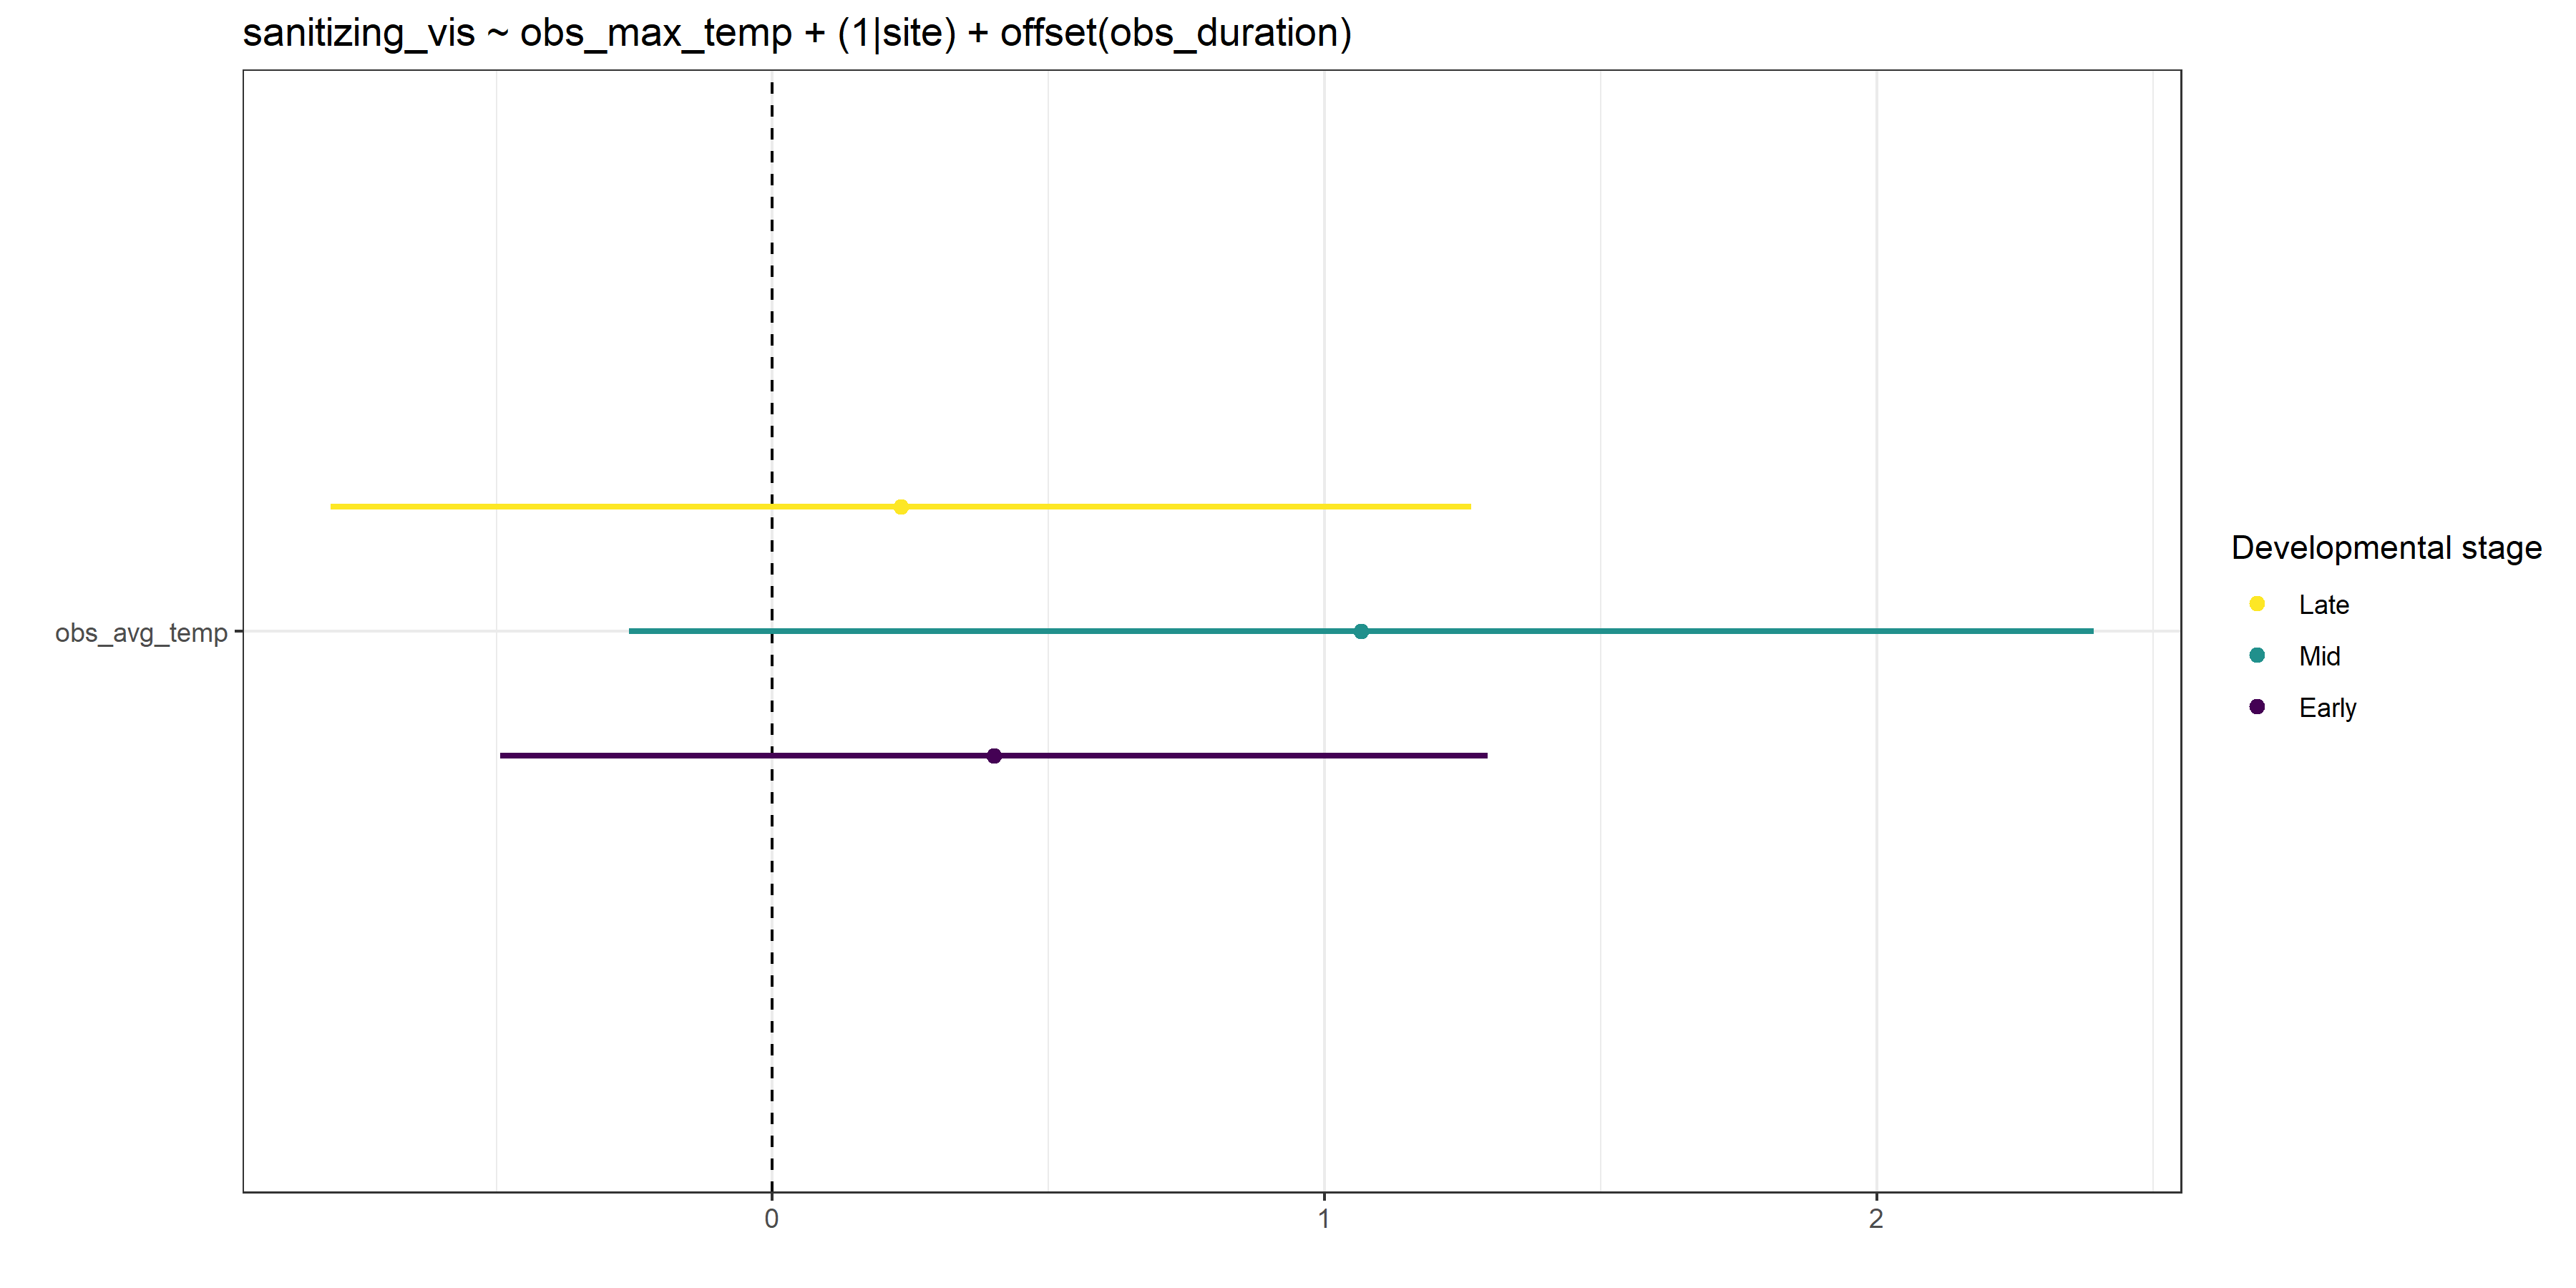 sanitizing_vis ~ obs_max_temp + (1|site) + offset(obs_duration)
obs_avg_temp
0
1
2
Developmental stage
Late
Mid
Early